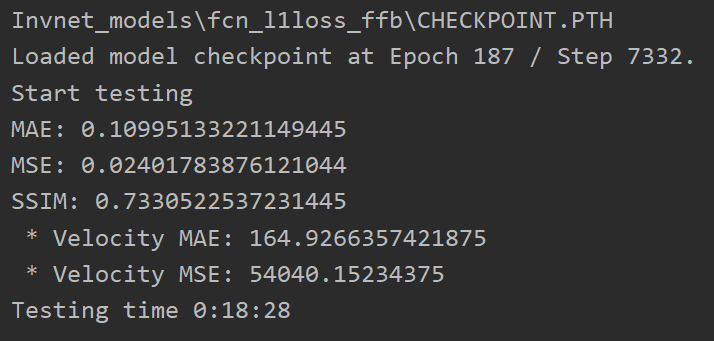 Invnet_models\fcn_l1loss_ffb\CHECKPOINT.PTH
Loaded model checkpoint at Epoch 187 / Step 7332.
Start testing
MAE: 0.10995133221149445
MSE: 0.02401783876121044
SSIM: 0.7330522537231445
 * Velocity MAE: 164.9266357421875
 * Velocity MSE: 54040.15234375
Testing time 0:18:28